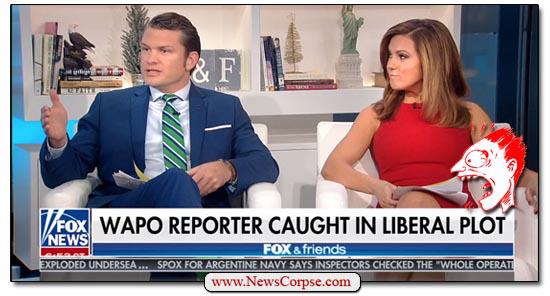 & F
FOX
NEWS
WAPO REPORTER CAUGHT IN LIBERAL PLOT
FOX & friends
EXPLODED UNDERSEA ... SPOX FOR ARGENTINE NAVY SAYS INSPECTORS CHECKED THE "WHOLE OPERATI
www.NewsCorpse.com